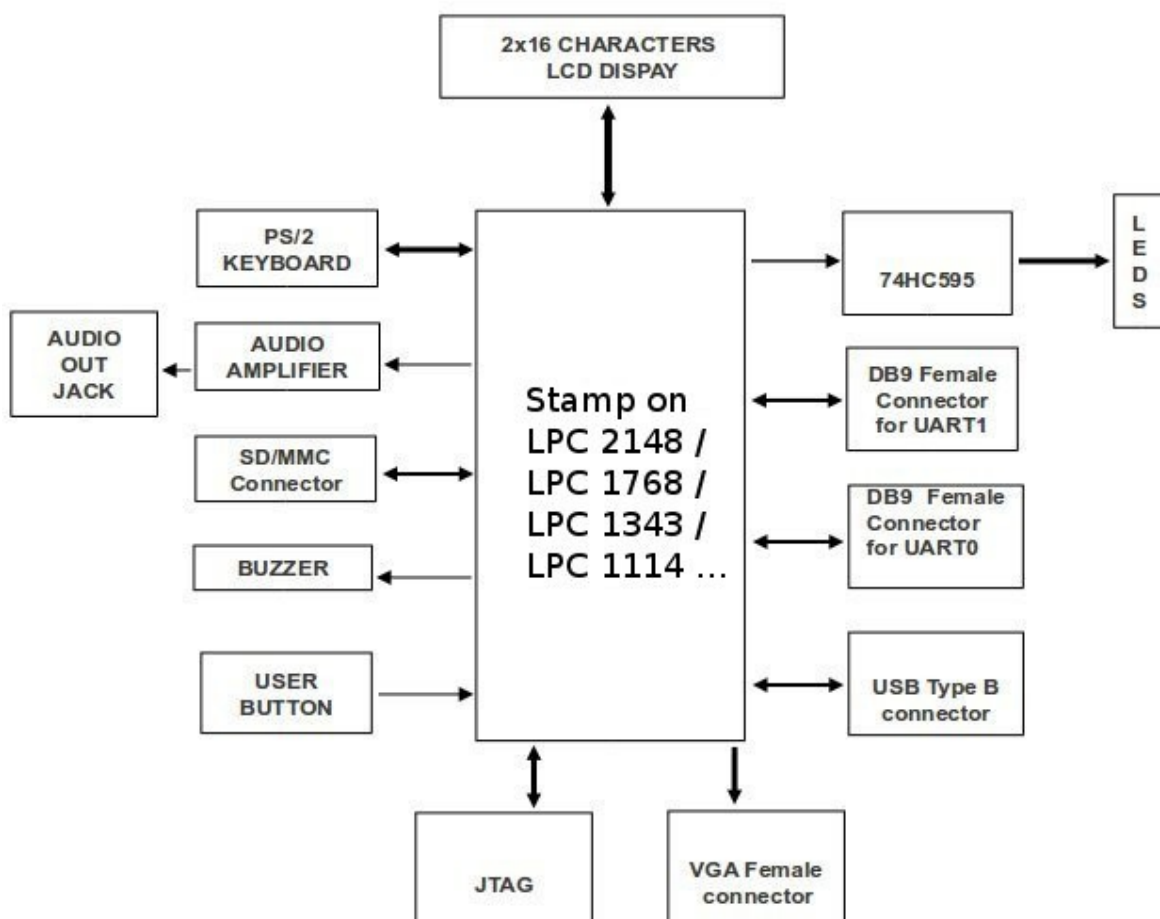 2x16 CHARACTERS
LCD DISPAY
PS/2
KEYBOARD
AUDIO
OUT
JACK
AUDIO
AMPLIFIER
SD/MMC
Connector
BUZZER
USER
BUTTON
Stamp on
LPC 2148 /
LPC 1768 /
LPC 1343 /
LPC 1114 ...
74HC595
L
E
D
S
DB9 Female
Connector
for UART1
DB9 Female
Connector
for UART0
USB Type B
connector
JTAG
VGA Female
connector